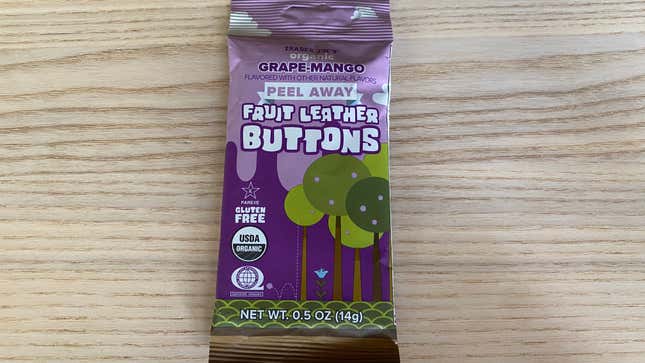 TRADER JOE'S
organic
GRAPE-MANGO
FLAVORED WITH OTHER NATURAL FLAVORS
PEEL AWAY
FRUIT LEATHER
BUTTONS
K
PAREVE
GLUTEN
FREE
USDA
ORGANIC
Q
NET WT. 0.5 OZ (14g)